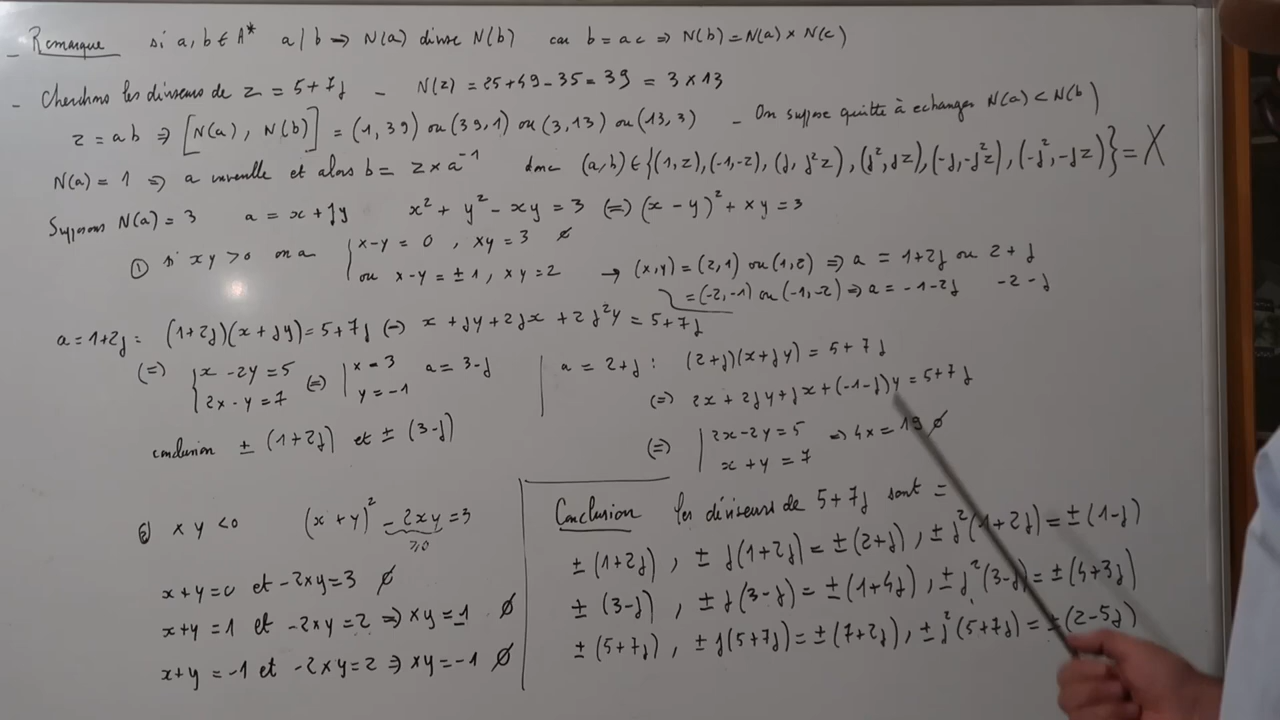 - Remarque si a, b ∈ A* a | b ⇒ N(a) divise N(b) car b = ac ⇒ N(b) = N(a) × N(c)
- Cherchons les diviseurs de z = 5+7j - N(z) = 25+49-35 = 39 = 3×13
z = ab ⇒ [N(a), N(b)] = (1,39) ou (39,1) ou (3,13) ou (13,3) - On suppose quitte à echanger N(a) < N(b)
N(a) = 1 ⇒ a inversible et alors b = z × a⁻¹ donc (a,b) ∈ {(1,z),(-1,-z),(j,j²z),(j²,jz),(-j,-j²z),(-j²,-jz)} = X
Supposons N(a) = 3 a = x+jy x²+y²-xy = 3 (=) (x-y)²+xy = 3
① si xy>0 on a x-y = 0 , xy = 3 ∅
ou x-y = ±1 , xy = 2 → (x,y) = (2,1) ou (1,2) ⇒ a = 1+2j ou 2+j
= (-2,-1) ou (-1,-2) ⇒ a = -1-2j -2-j
a = 1+2j : (1+2j)(x+jy) = 5+7j (=) x+jy+2jx+2j²y = 5+7j
(=) x-2y = 5 (=) x = 3 a = 3-j
2x-y = 7 y = -1
conclusion ± (1+2j) et ± (3-j)
a = 2+j : (2+j)(x+jy) = 5+7j
(=) 2x+2jy+jx+(-1-j)y = 5+7j
(=) 2x-2y = 5 ⇒ 4x = 19 ∅
x+y = 7
② xy<0 (x+y)² -2xy = 3
≥0
x+y=0 et -2xy=3 ∅
x+y = 1 et -2xy = 2 ⇒ xy = 1 ∅
x+y = -1 et -2xy=2 ⇒ xy = -1 ∅
Conclusion les diviseurs de 5+7j sont =
± (1+2j) , ± j(1+2j) = ± (2+j) , ± j²(1+2j) = ± (1-j)
± (3-j) , ± j(3-j) = ± (1+4j) , ± j²(3-j) = ± (4+3j)
± (5+7j) , ± j(5+7j) = ± (7+2j) , ± j²(5+7j) = ± (2-5j)